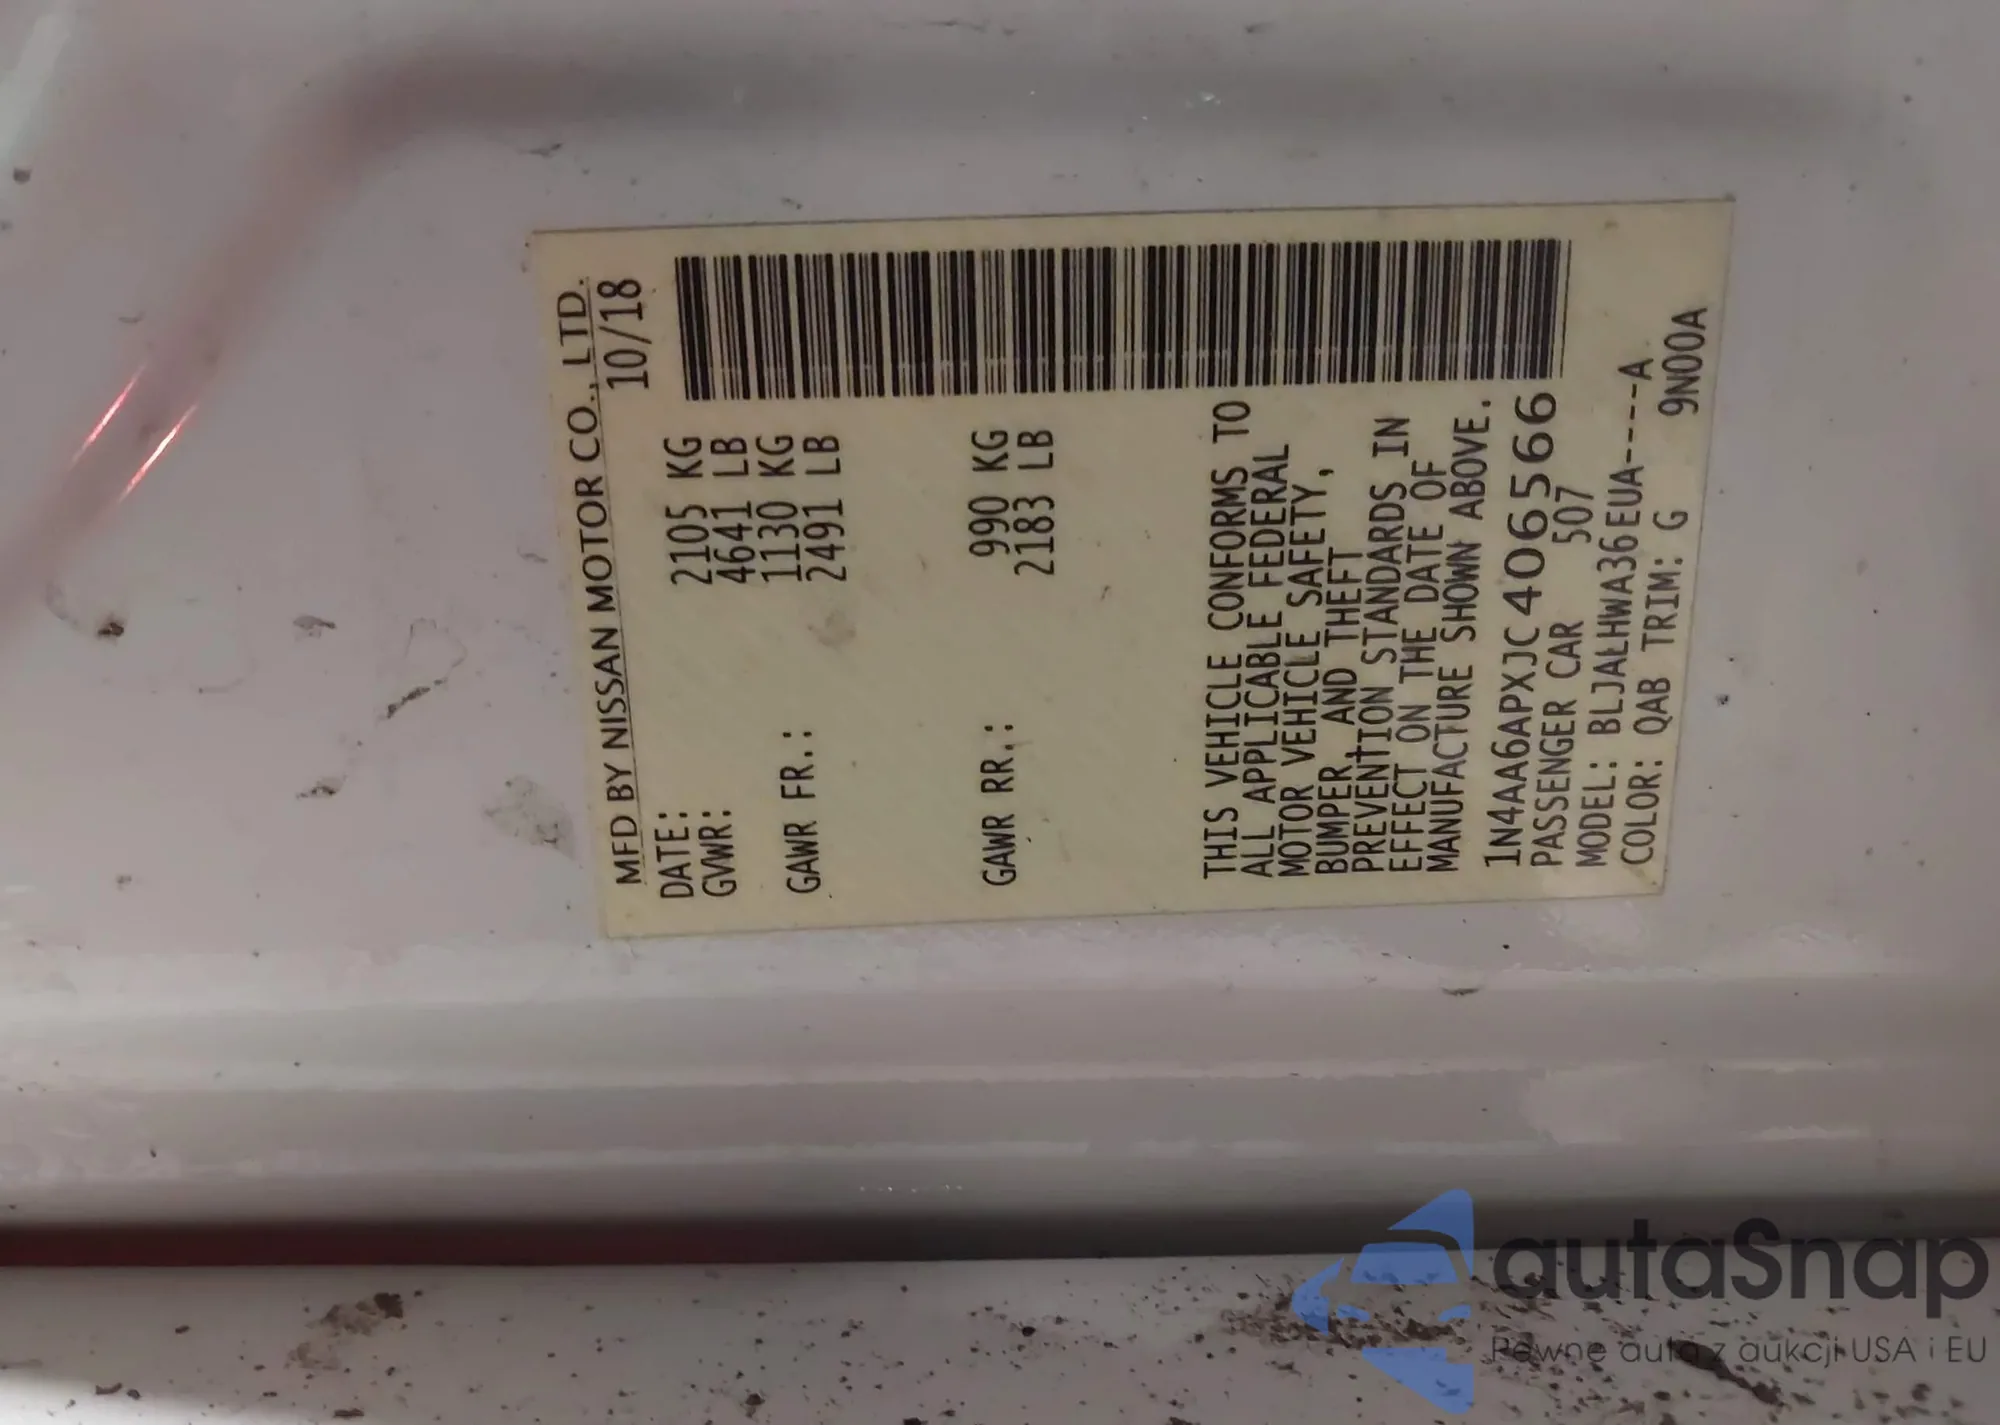 MFD BY NISSAN MOTOR CO., LTD.
DATE: 10/18
GVWR: 2105 KG
4641 LB
GAWR FR.: 1130 KG
2491 LB
GAWR RR.: 990 KG
2183 LB
THIS VEHICLE CONFORMS TO
ALL APPLICABLE FEDERAL
MOTOR VEHICLE SAFETY,
BUMPER, AND THEFT
PREVENTION STANDARDS IN
EFFECT ON THE DATE OF
MANUFACTURE SHOWN ABOVE.
1N4AA6APXJC406566
PASSENGER CAR 507
MODEL: BLJALHWA36EUA----A
COLOR: QAB TRIM: G 9N00A
autaSnap
Pewne auta z aukcji USA i EU